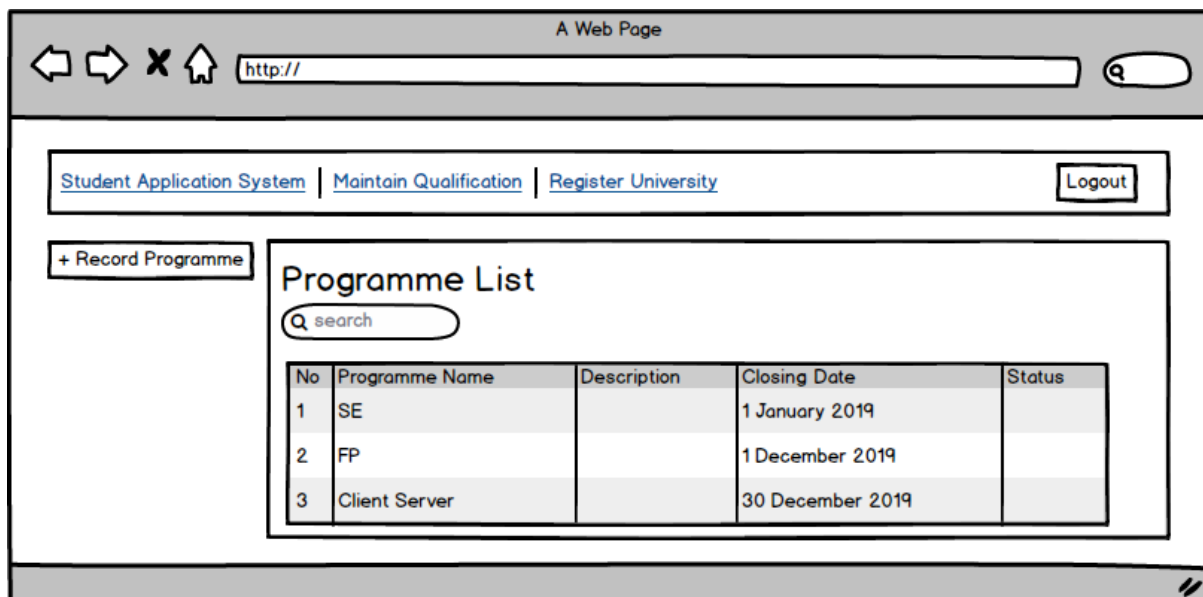 A Web Page
http://
Student Application System Maintain Qualification Register University Logout
+ Record Programme
Programme List
search
No Programme Name Description Closing Date Status
1 SE 1 January 2019
2 FP 1 December 2019
3 Client Server 30 December 2019